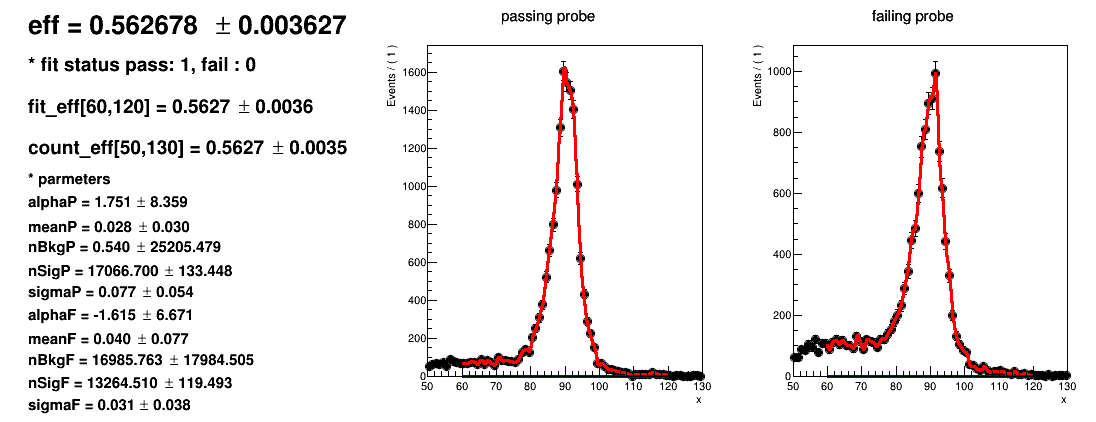 eff = 0.562678 ± 0.003627
* fit status pass: 1, fail : 0
fit_eff[60,120] = 0.5627 ± 0.0036
count_eff[50,130] = 0.5627 ± 0.0035
* parmeters
alphaP = 1.751 ± 8.359
meanP = 0.028 ± 0.030
nBkgP = 0.540 ± 25205.479
nSigP = 17066.700 ± 133.448
sigmaP = 0.077 ± 0.054
alphaF = -1.615 ± 6.671
meanF = 0.040 ± 0.077
nBkgF = 16985.763 ± 17984.505
nSigF = 13264.510 ± 119.493
sigmaF = 0.031 ± 0.038
passing probe
Events / ( 1 )
1600
1400
1200
1000
800
600
400
200
0
50 60 70 80 90 100 110 120 130
x
failing probe
Events / ( 1 )
1000
800
600
400
200
0
50 60 70 80 90 100 110 120 130
x